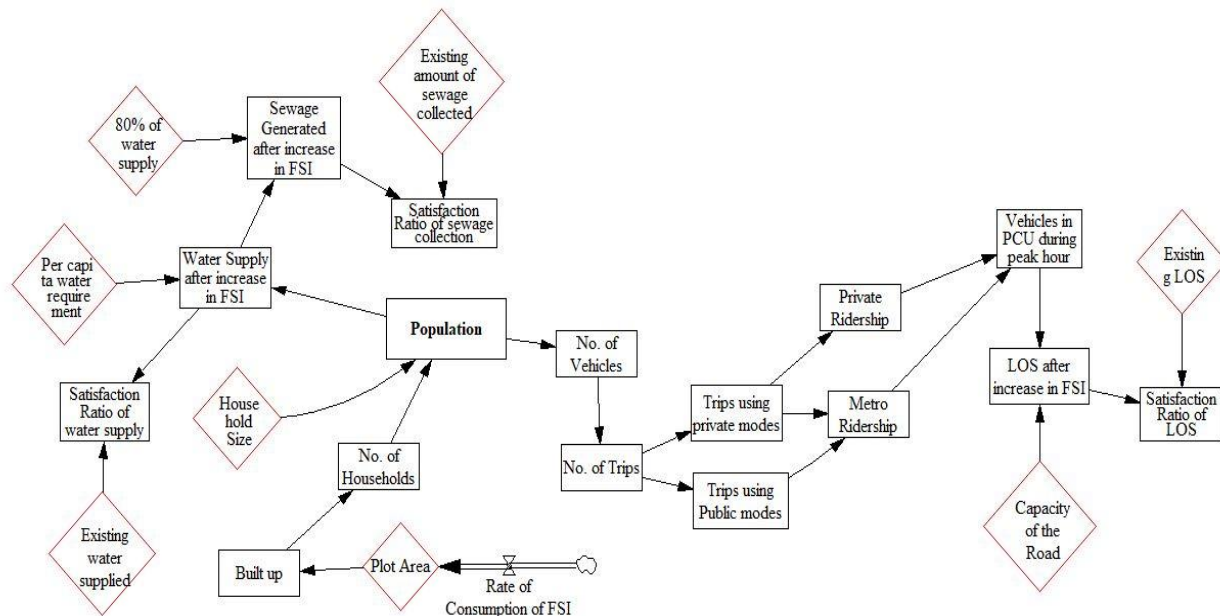 Existing
amount of
sewage
collected
Sewage
Generated
after increase
in FSI
80% of
water
supply
Satisfaction
Ratio of sewage
collection
Per capi
ta water
require
ment
Water Supply
after increase
in FSI
Population
House
hold
Size
Satisfaction
Ratio of
water supply
Existing
water
supplied
No. of
Households
Built up
Plot Area
Rate of
Consumption of FSI
No. of
Vehicles
No. of Trips
Trips using
private modes
Trips using
Public modes
Private
Ridership
Metro
Ridership
Vehicles in
PCU during
peak hour
LOS after
increase in FSI
Capacity
of the
Road
Existin
g LOS
Satisfaction
Ratio of
LOS